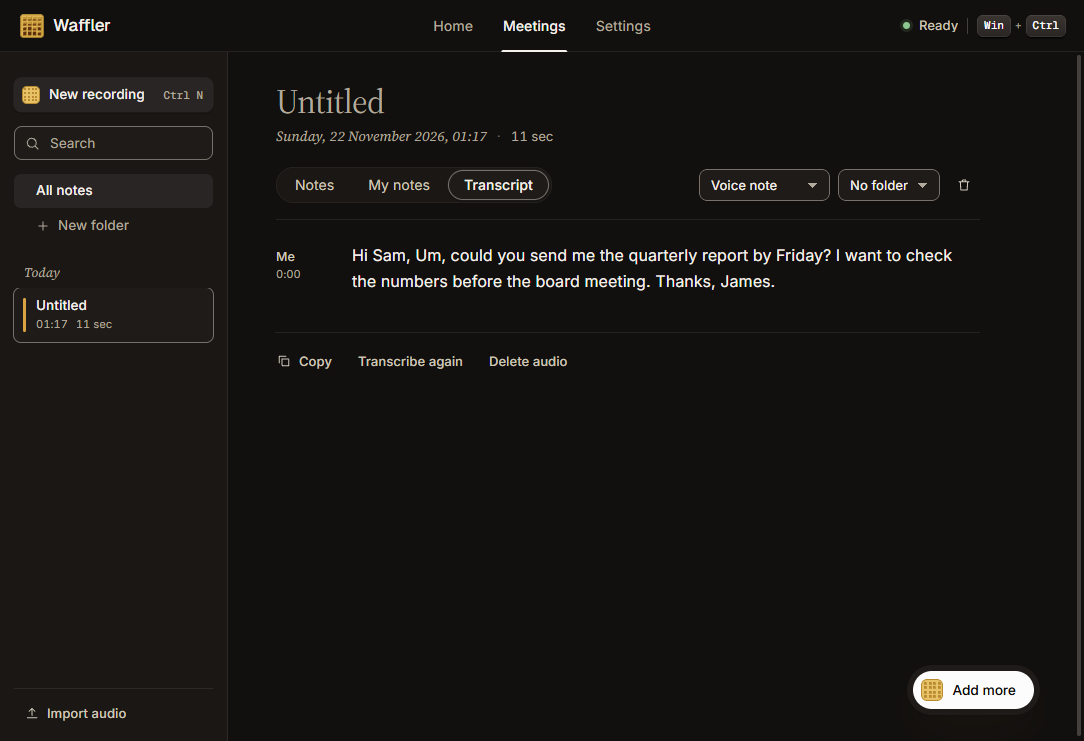 Waffler
Home Meetings Settings
Ready Win + Ctrl
New recording Ctrl N
Search
All notes
+ New folder
Today
Untitled
01:17 11 sec
Import audio
Untitled
Sunday, 22 November 2026, 01:17 · 11 sec
Notes My notes Transcript
Voice note No folder
Me
0:00
Hi Sam, Um, could you send me the quarterly report by Friday? I want to check
the numbers before the board meeting. Thanks, James.
Copy Transcribe again Delete audio
Add more